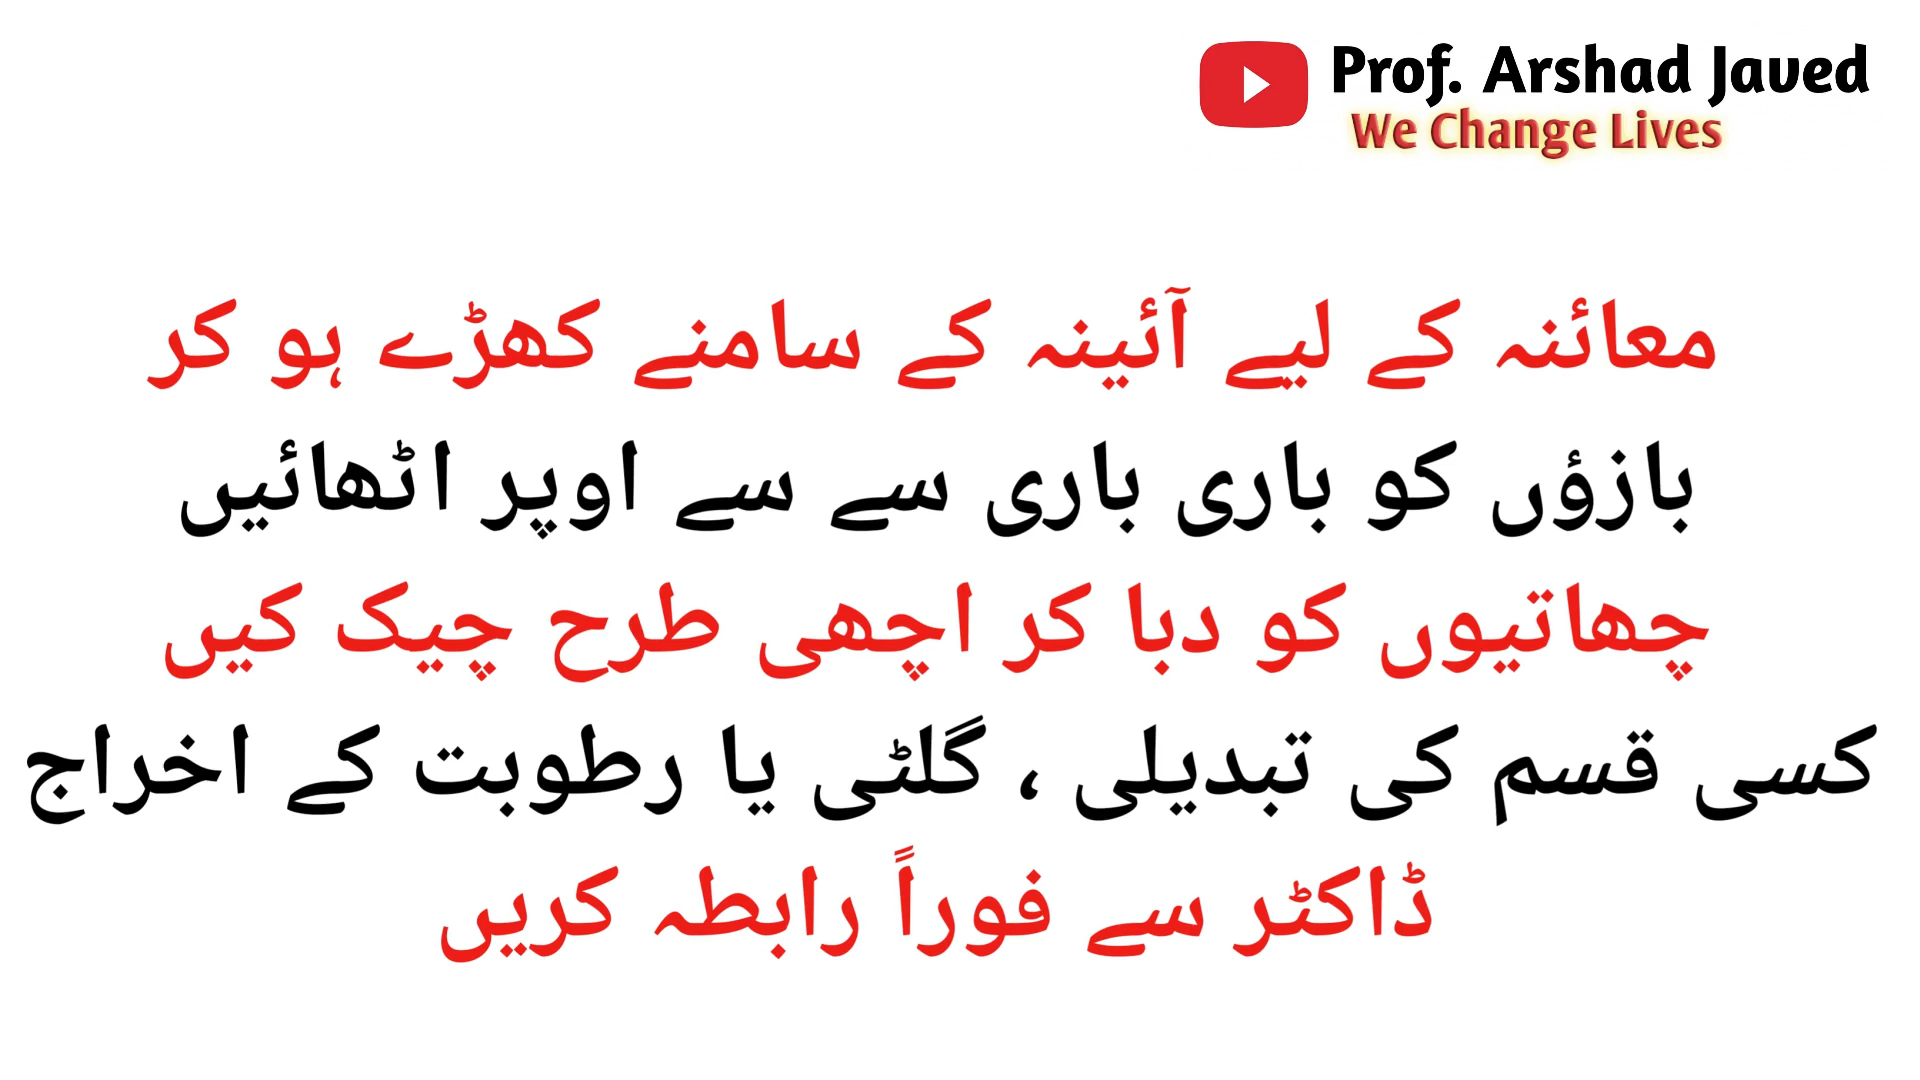 Prof. Arshad Javed
We Change Lives
معائنہ کے لیے آئینہ کے سامنے کھڑے ہو کر
بازؤں کو باری باری سے سے اوپر اٹھائیں
چھاتیوں کو دبا کر اچھی طرح چیک کیں
کسی قسم کی تبدیلی ، گلٹی یا رطوبت کے اخراج
ڈاکٹر سے فوراً رابطہ کریں